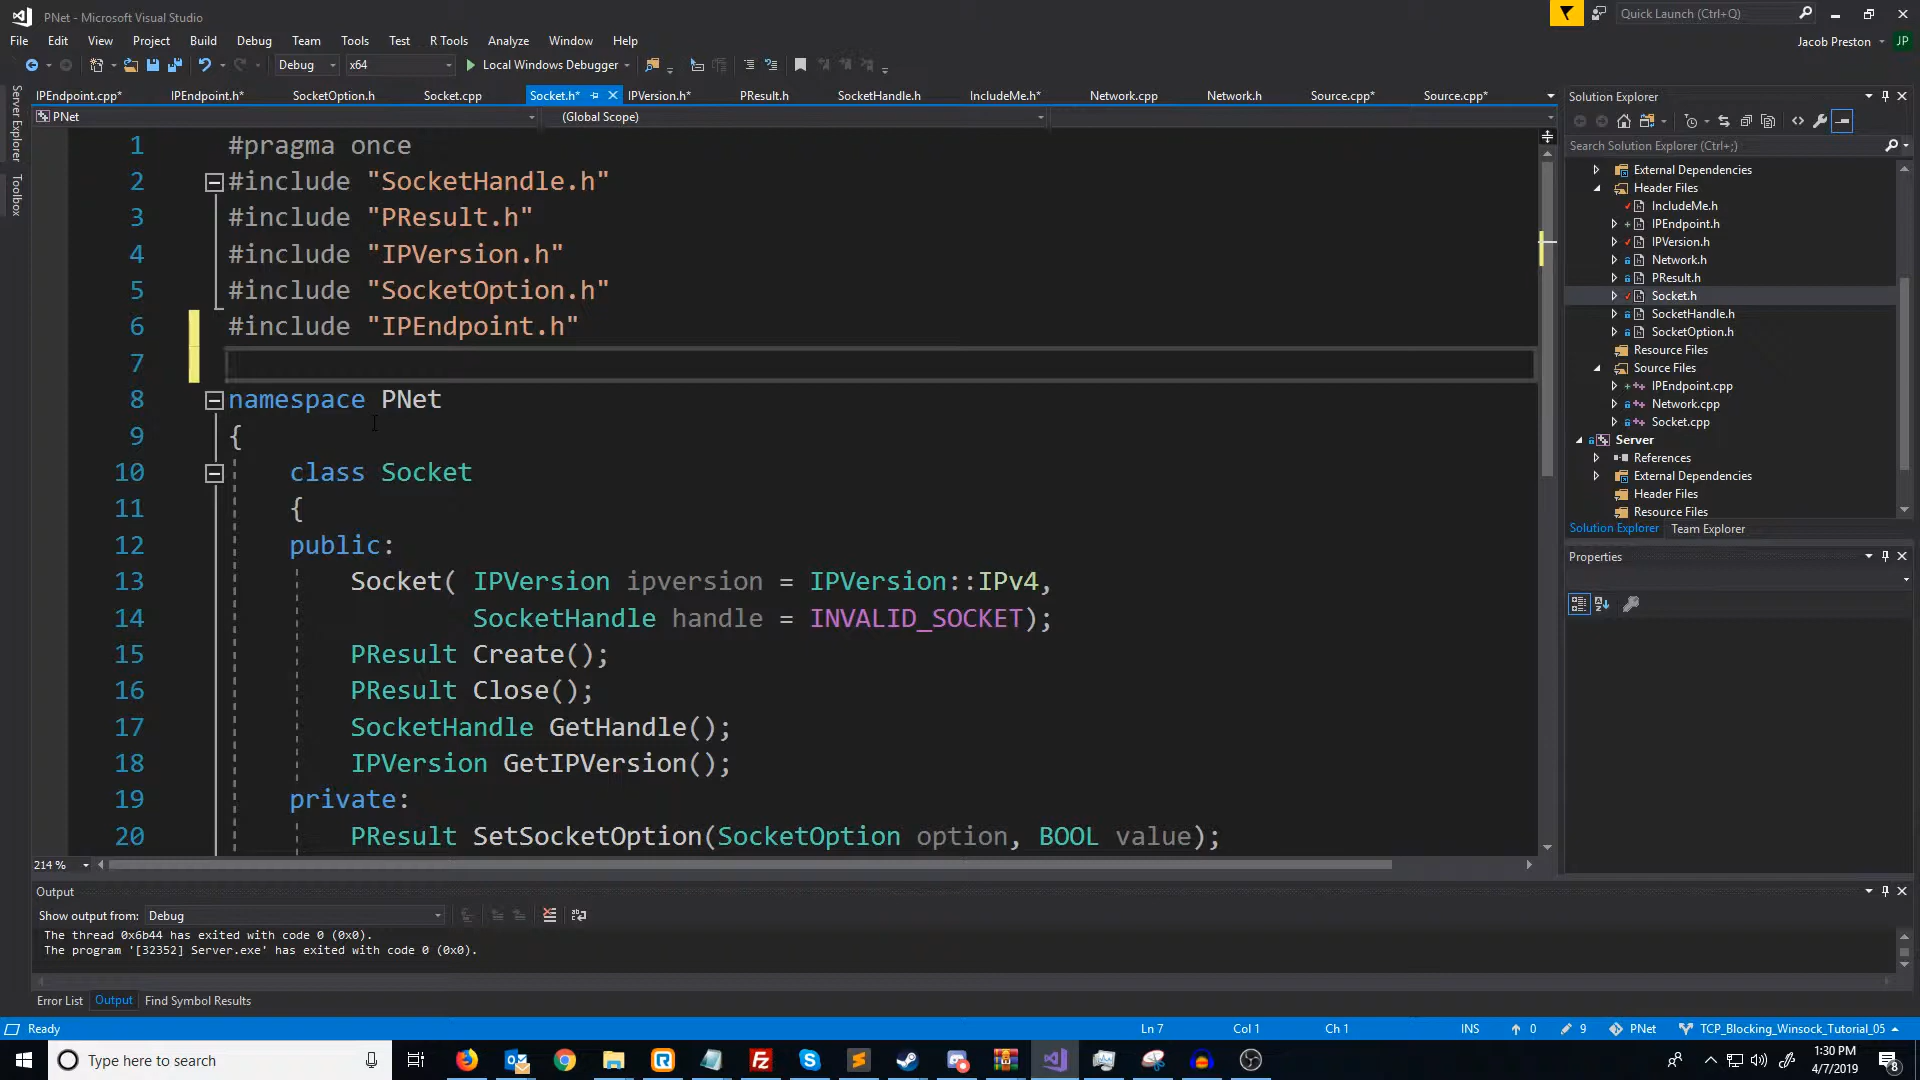 PNet - Microsoft Visual Studio
Quick Launch (Ctrl+Q)
File Edit View Project Build Debug Team Tools Test R Tools Analyze Window Help
Jacob Preston JP
Debug x64 Local Windows Debugger
IPEndpoint.cpp* IPEndpoint.h* SocketOption.h Socket.cpp Socket.h* IPVersion.h* PResult.h SocketHandle.h IncludeMe.h* Network.cpp Network.h Source.cpp* Source.cpp*
PNet (Global Scope)
Server Explorer
Toolbox
1 #pragma once
2 #include "SocketHandle.h"
3 #include "PResult.h"
4 #include "IPVersion.h"
5 #include "SocketOption.h"
6 #include "IPEndpoint.h"
7
8 namespace PNet
9 {
10 class Socket
11 {
12 public:
13 Socket( IPVersion ipversion = IPVersion::IPv4,
14 SocketHandle handle = INVALID_SOCKET);
15 PResult Create();
16 PResult Close();
17 SocketHandle GetHandle();
18 IPVersion GetIPVersion();
19 private:
20 PResult SetSocketOption(SocketOption option, BOOL value);
214 %
Solution Explorer
Search Solution Explorer (Ctrl+;)
External Dependencies
Header Files
IncludeMe.h
IPEndpoint.h
IPVersion.h
Network.h
PResult.h
Socket.h
SocketHandle.h
SocketOption.h
Resource Files
Source Files
IPEndpoint.cpp
Network.cpp
Socket.cpp
Server
References
External Dependencies
Header Files
Resource Files
Solution Explorer Team Explorer
Properties
Output
Show output from: Debug
The thread 0x6b44 has exited with code 0 (0x0).
The program '[32352] Server.exe' has exited with code 0 (0x0).
Error List Output Find Symbol Results
Ready Ln 7 Col 1 Ch 1 INS 0 9 PNet TCP_Blocking_Winsock_Tutorial_05
Type here to search
1:30 PM
4/7/2019
8